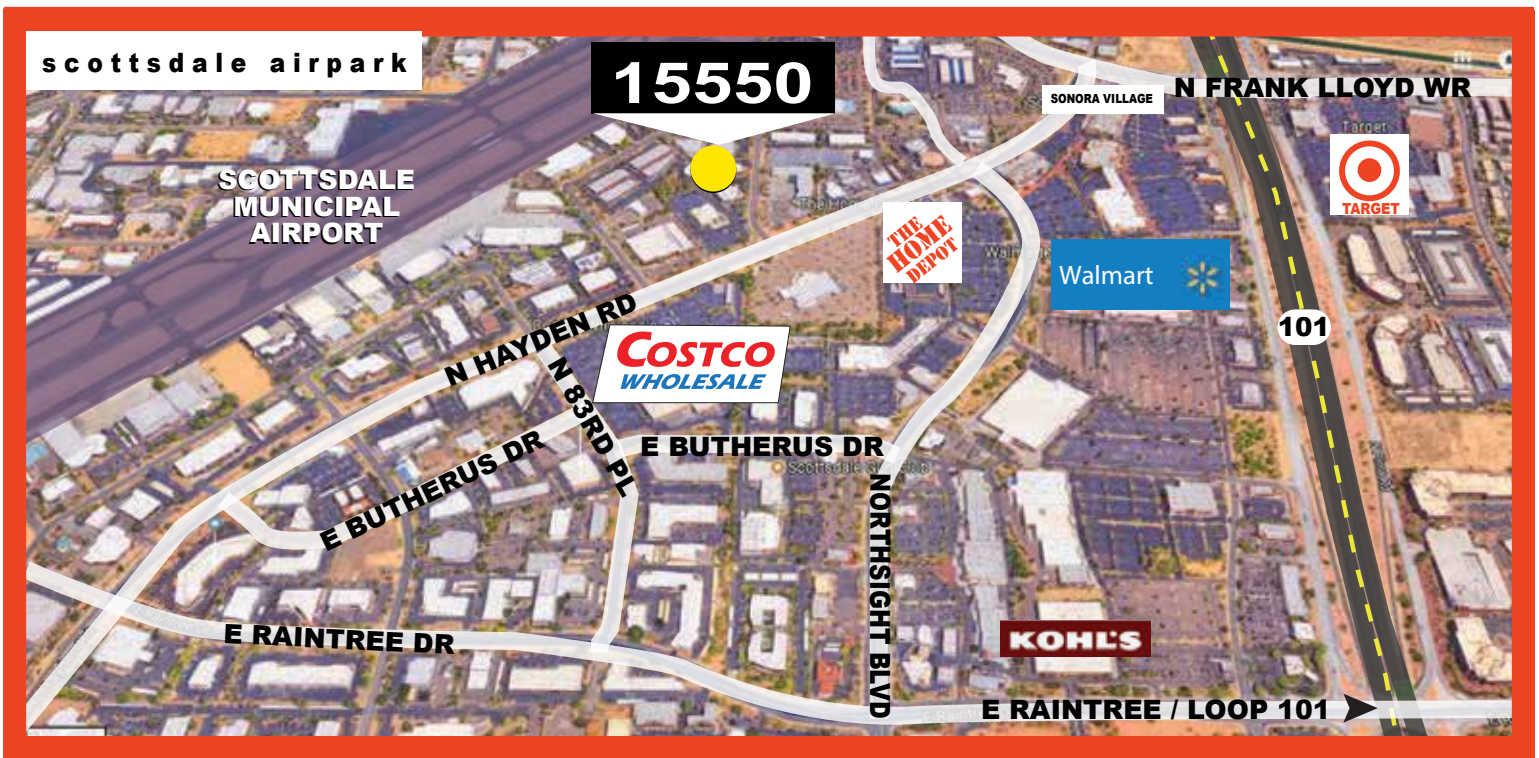 scottsdale airpark
15550
SONORA VILLAGE
N FRANK LLOYD WR
Target
TARGET
SCOTTSDALE
MUNICIPAL
AIRPORT
THE
HOME
DEPOT
Walmart
101
N HAYDEN RD
COSTCO
WHOLESALE
N 83RD PL
E BUTHERUS DR
E BUTHERUS DR
NORTHSIGHT BLVD
E RAINTREE DR
KOHL'S
E RAINTREE / LOOP 101